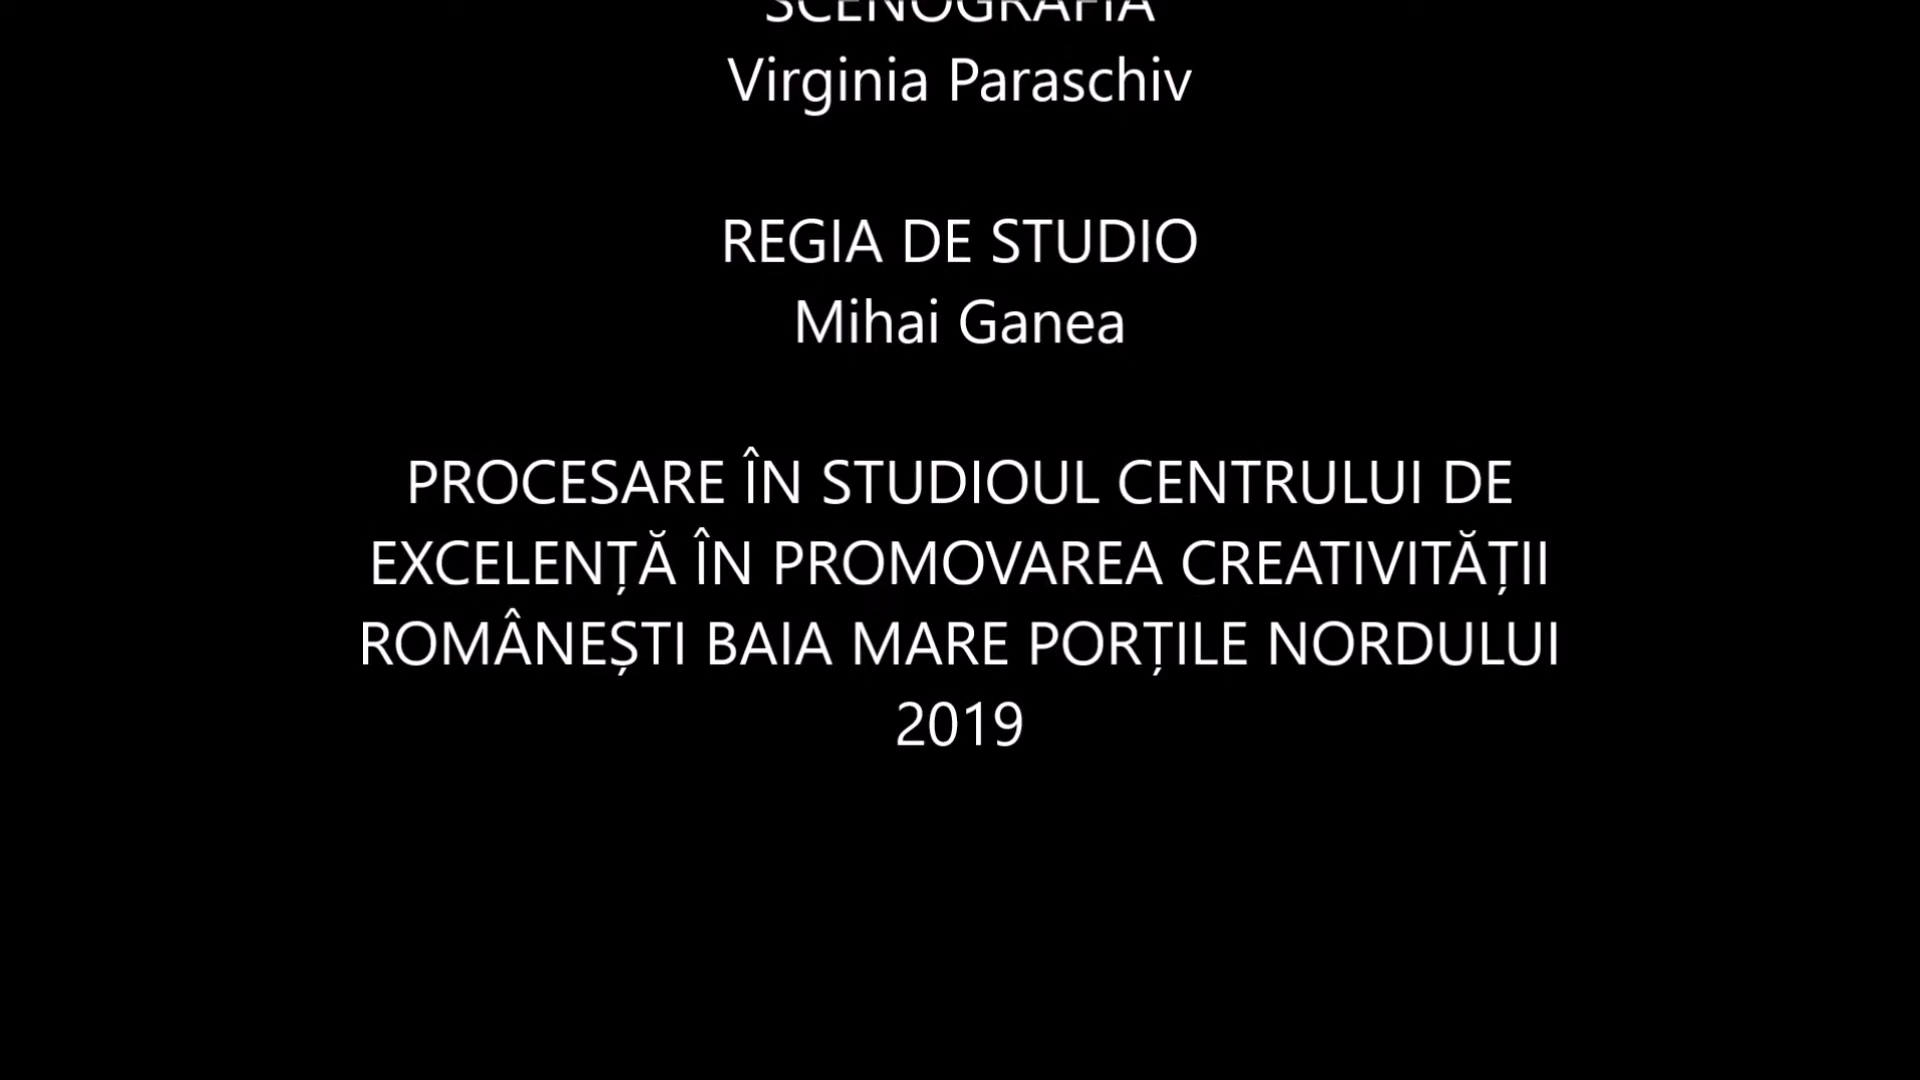 SCENOGRAFIA
Virginia Paraschiv
REGIA DE STUDIO
Mihai Ganea
PROCESARE ÎN STUDIOUL CENTRULUI DE
EXCELENȚĂ ÎN PROMOVAREA CREATIVITĂȚII
ROMÂNEȘTI BAIA MARE PORȚILE NORDULUI
2019